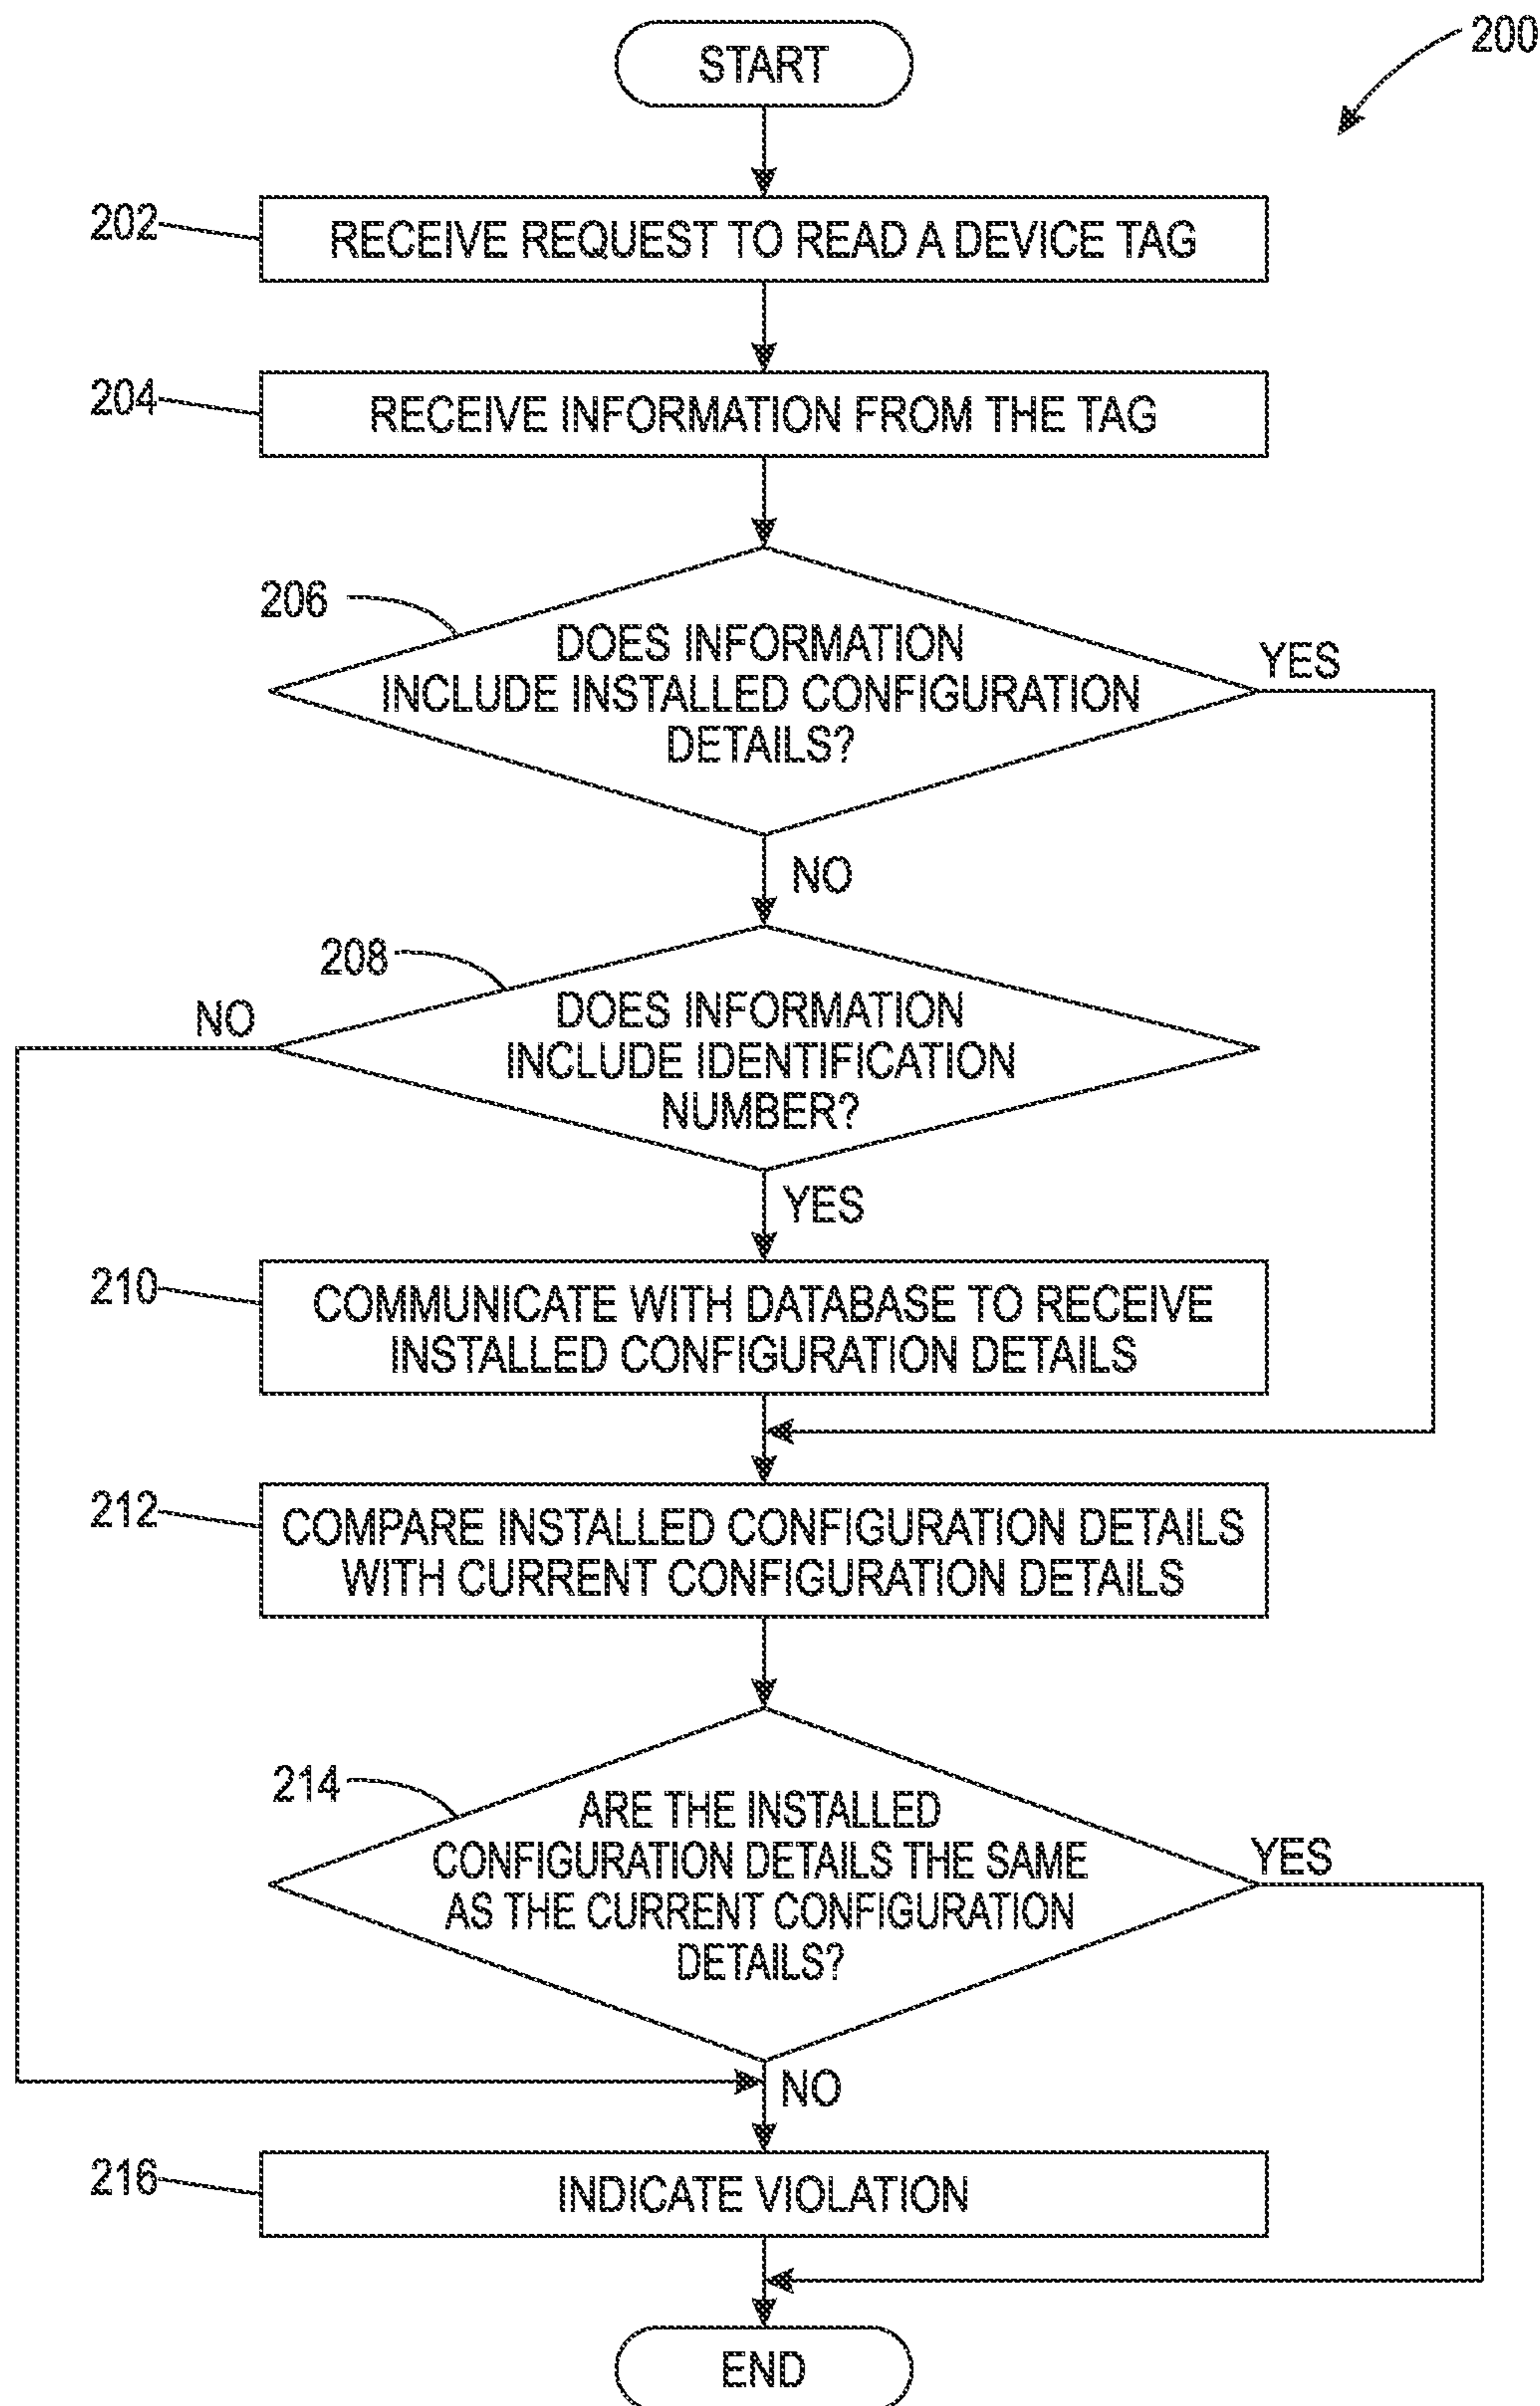 200
START
202
RECEIVE REQUEST TO READ A DEVICE TAG
204
RECEIVE INFORMATION FROM THE TAG
206
DOES INFORMATION
INCLUDE INSTALLED CONFIGURATION
DETAILS?
YES
NO
208
DOES INFORMATION
INCLUDE IDENTIFICATION
NUMBER?
NO
YES
210
COMMUNICATE WITH DATABASE TO RECEIVE
INSTALLED CONFIGURATION DETAILS
212
COMPARE INSTALLED CONFIGURATION DETAILS
WITH CURRENT CONFIGURATION DETAILS
214
ARE THE INSTALLED
CONFIGURATION DETAILS THE SAME
AS THE CURRENT CONFIGURATION
DETAILS?
YES
NO
216
INDICATE VIOLATION
END